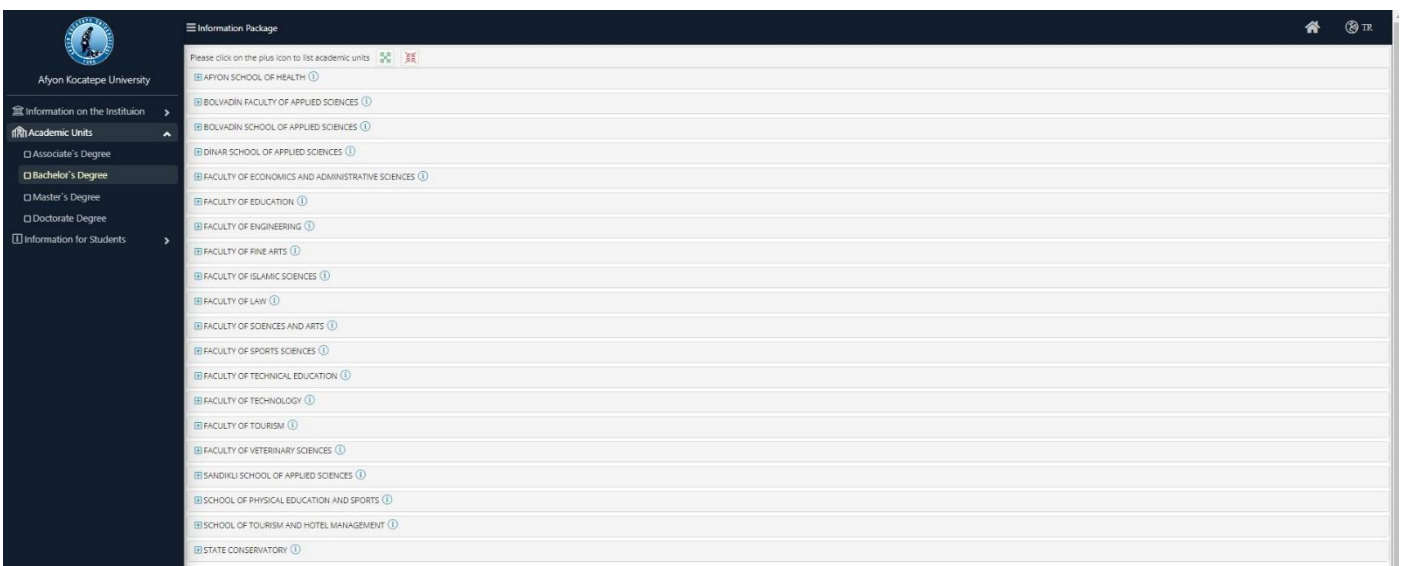 Information Package
TR
Afyon Kocatepe University
Information on the Instituion
Academic Units
Associate`s Degree
Bachelor`s Degree
Master`s Degree
Doctorate Degree
Information for Students
Please click on the plus icon to list academic units
AFYON SCHOOL OF HEALTH
BOLVADİN FACULTY OF APPLIED SCIENCES
BOLVADİN SCHOOL OF APPLIED SCIENCES
DİNAR SCHOOL OF APPLIED SCIENCES
FACULTY OF ECONOMICS AND ADMINISTRATIVE SCIENCES
FACULTY OF EDUCATION
FACULTY OF ENGINEERING
FACULTY OF FINE ARTS
FACULTY OF ISLAMIC SCIENCES
FACULTY OF LAW
FACULTY OF SCIENCES AND ARTS
FACULTY OF SPORTS SCIENCES
FACULTY OF TECHNICAL EDUCATION
FACULTY OF TECHNOLOGY
FACULTY OF TOURISM
FACULTY OF VETERINARY SCIENCES
SANDIKLI SCHOOL OF APPLIED SCIENCES
SCHOOL OF PHYSICAL EDUCATION AND SPORTS
SCHOOL OF TOURISM AND HOTEL MANAGEMENT
STATE CONSERVATORY